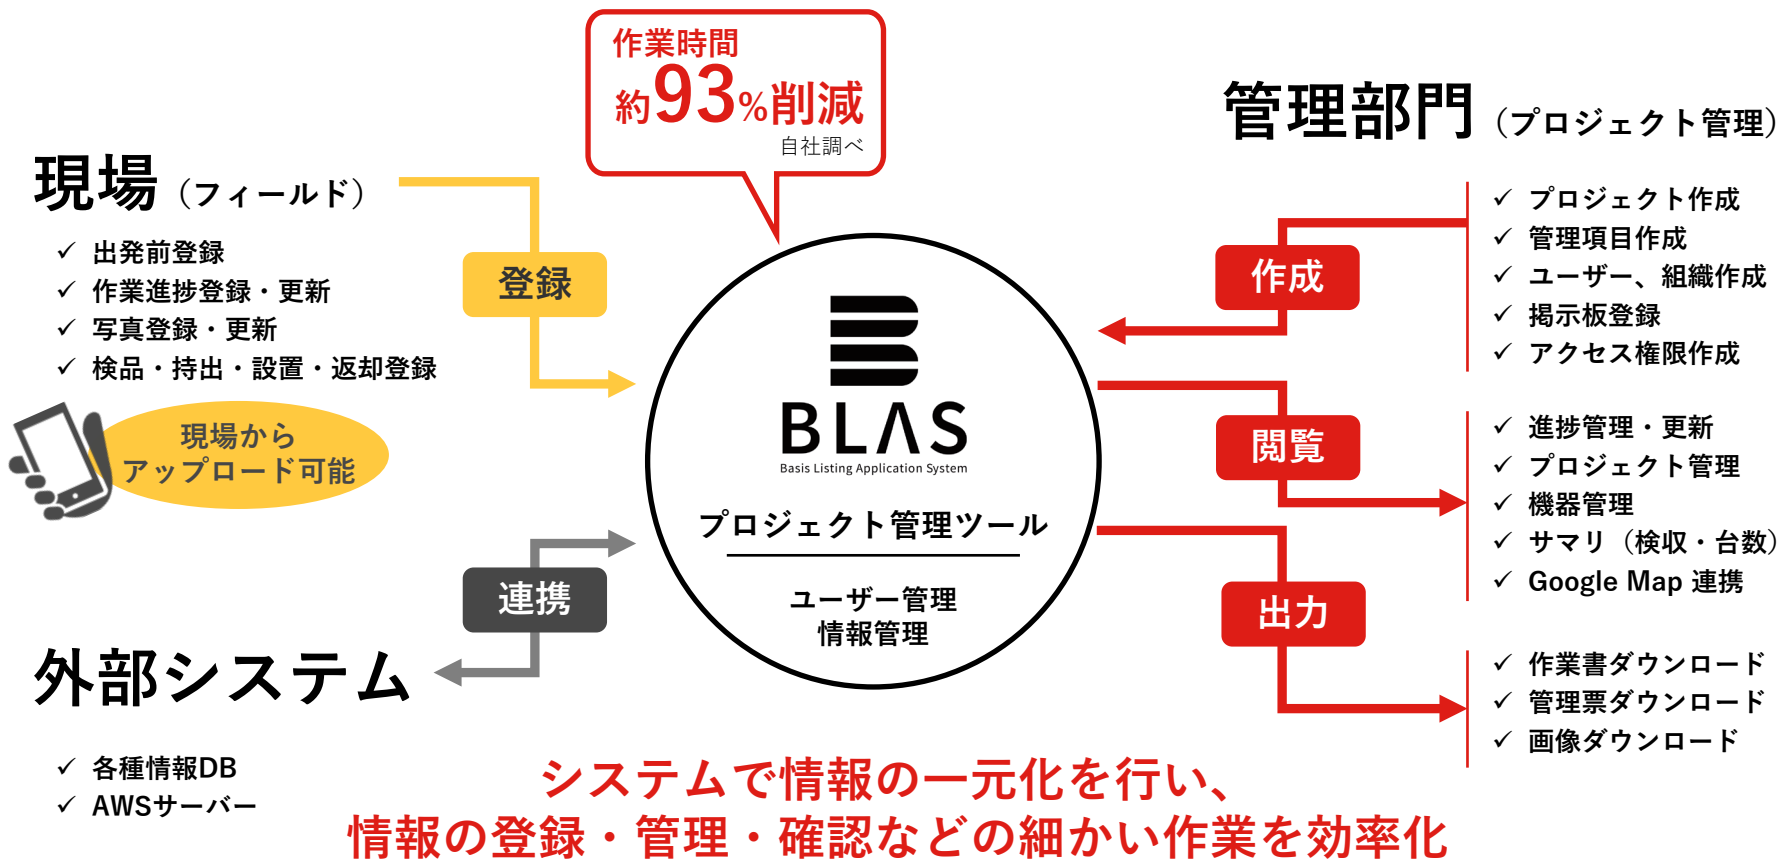 作業時間
約93%削減
自社調べ
現場（フィールド）
出発前登録
作業進捗登録・更新
写真登録・更新
検品・持出・設置・返却登録
現場から
アップロード可能
登録
連携
外部システム
各種情報DB
AWSサーバー
BLAS
Basis Listing Application System
プロジェクト管理ツール
ユーザー管理
情報管理
管理部門（プロジェクト管理）
作成
プロジェクト作成
管理項目作成
ユーザー、組織作成
掲示板登録
アクセス権限作成
閲覧
進捗管理・更新
プロジェクト管理
機器管理
サマリ（検収・台数）
Google Map 連携
出力
作業書ダウンロード
管理票ダウンロード
画像ダウンロード
システムで情報の一元化を行い、
情報の登録・管理・確認などの細かい作業を効率化